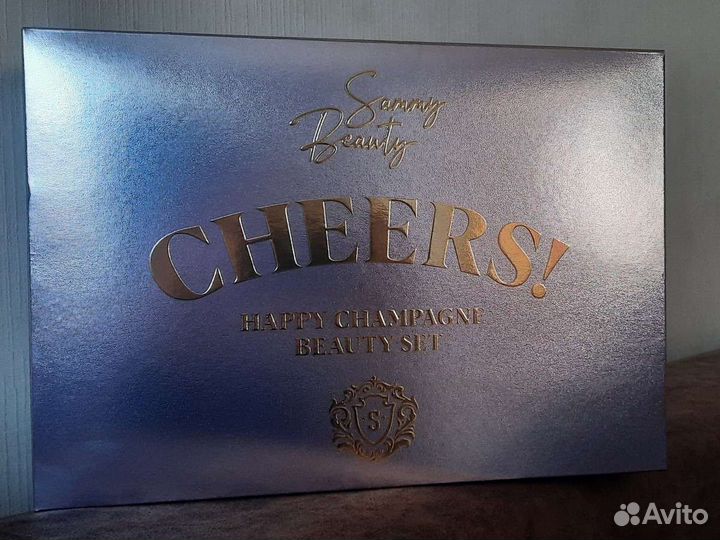 Sammy
Beauty
CHEERS!
HAPPY CHAMPAGNE
BEAUTY SET
S
Avito